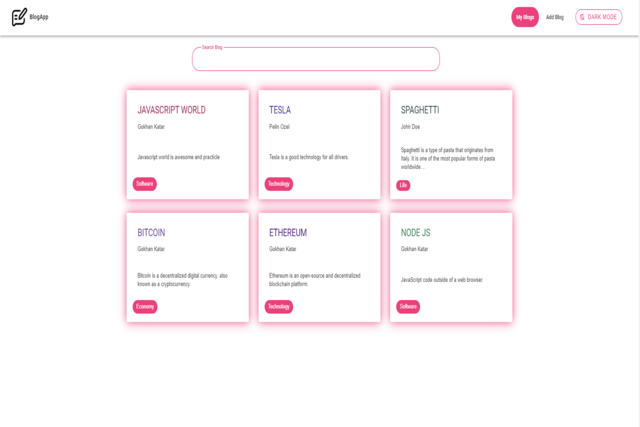 BlogApp
My Blogs
Add Blog
DARK MODE
Search Blog
JAVASCRIPT WORLD
Gokhan Katar
Javascript world is awesome and practicle
Software
TESLA
Pelin Ozel
Tesla is a good technology for all drivers.
Technology
SPAGHETTI
John Doe
Spaghetti is a type of pasta that originates from
Italy. It is one of the most popular forms of pasta
worldwide...
Life
BITCOIN
Gokhan Katar
Bitcoin is a decentralized digital currency, also
known as a cryptocurrency.
Economy
ETHEREUM
Gokhan Katar
Ethereum is an open-source and decentralized
blockchain platform.
Technology
NODE JS
Gokhan Katar
JavaScript code outside of a web browser.
Software